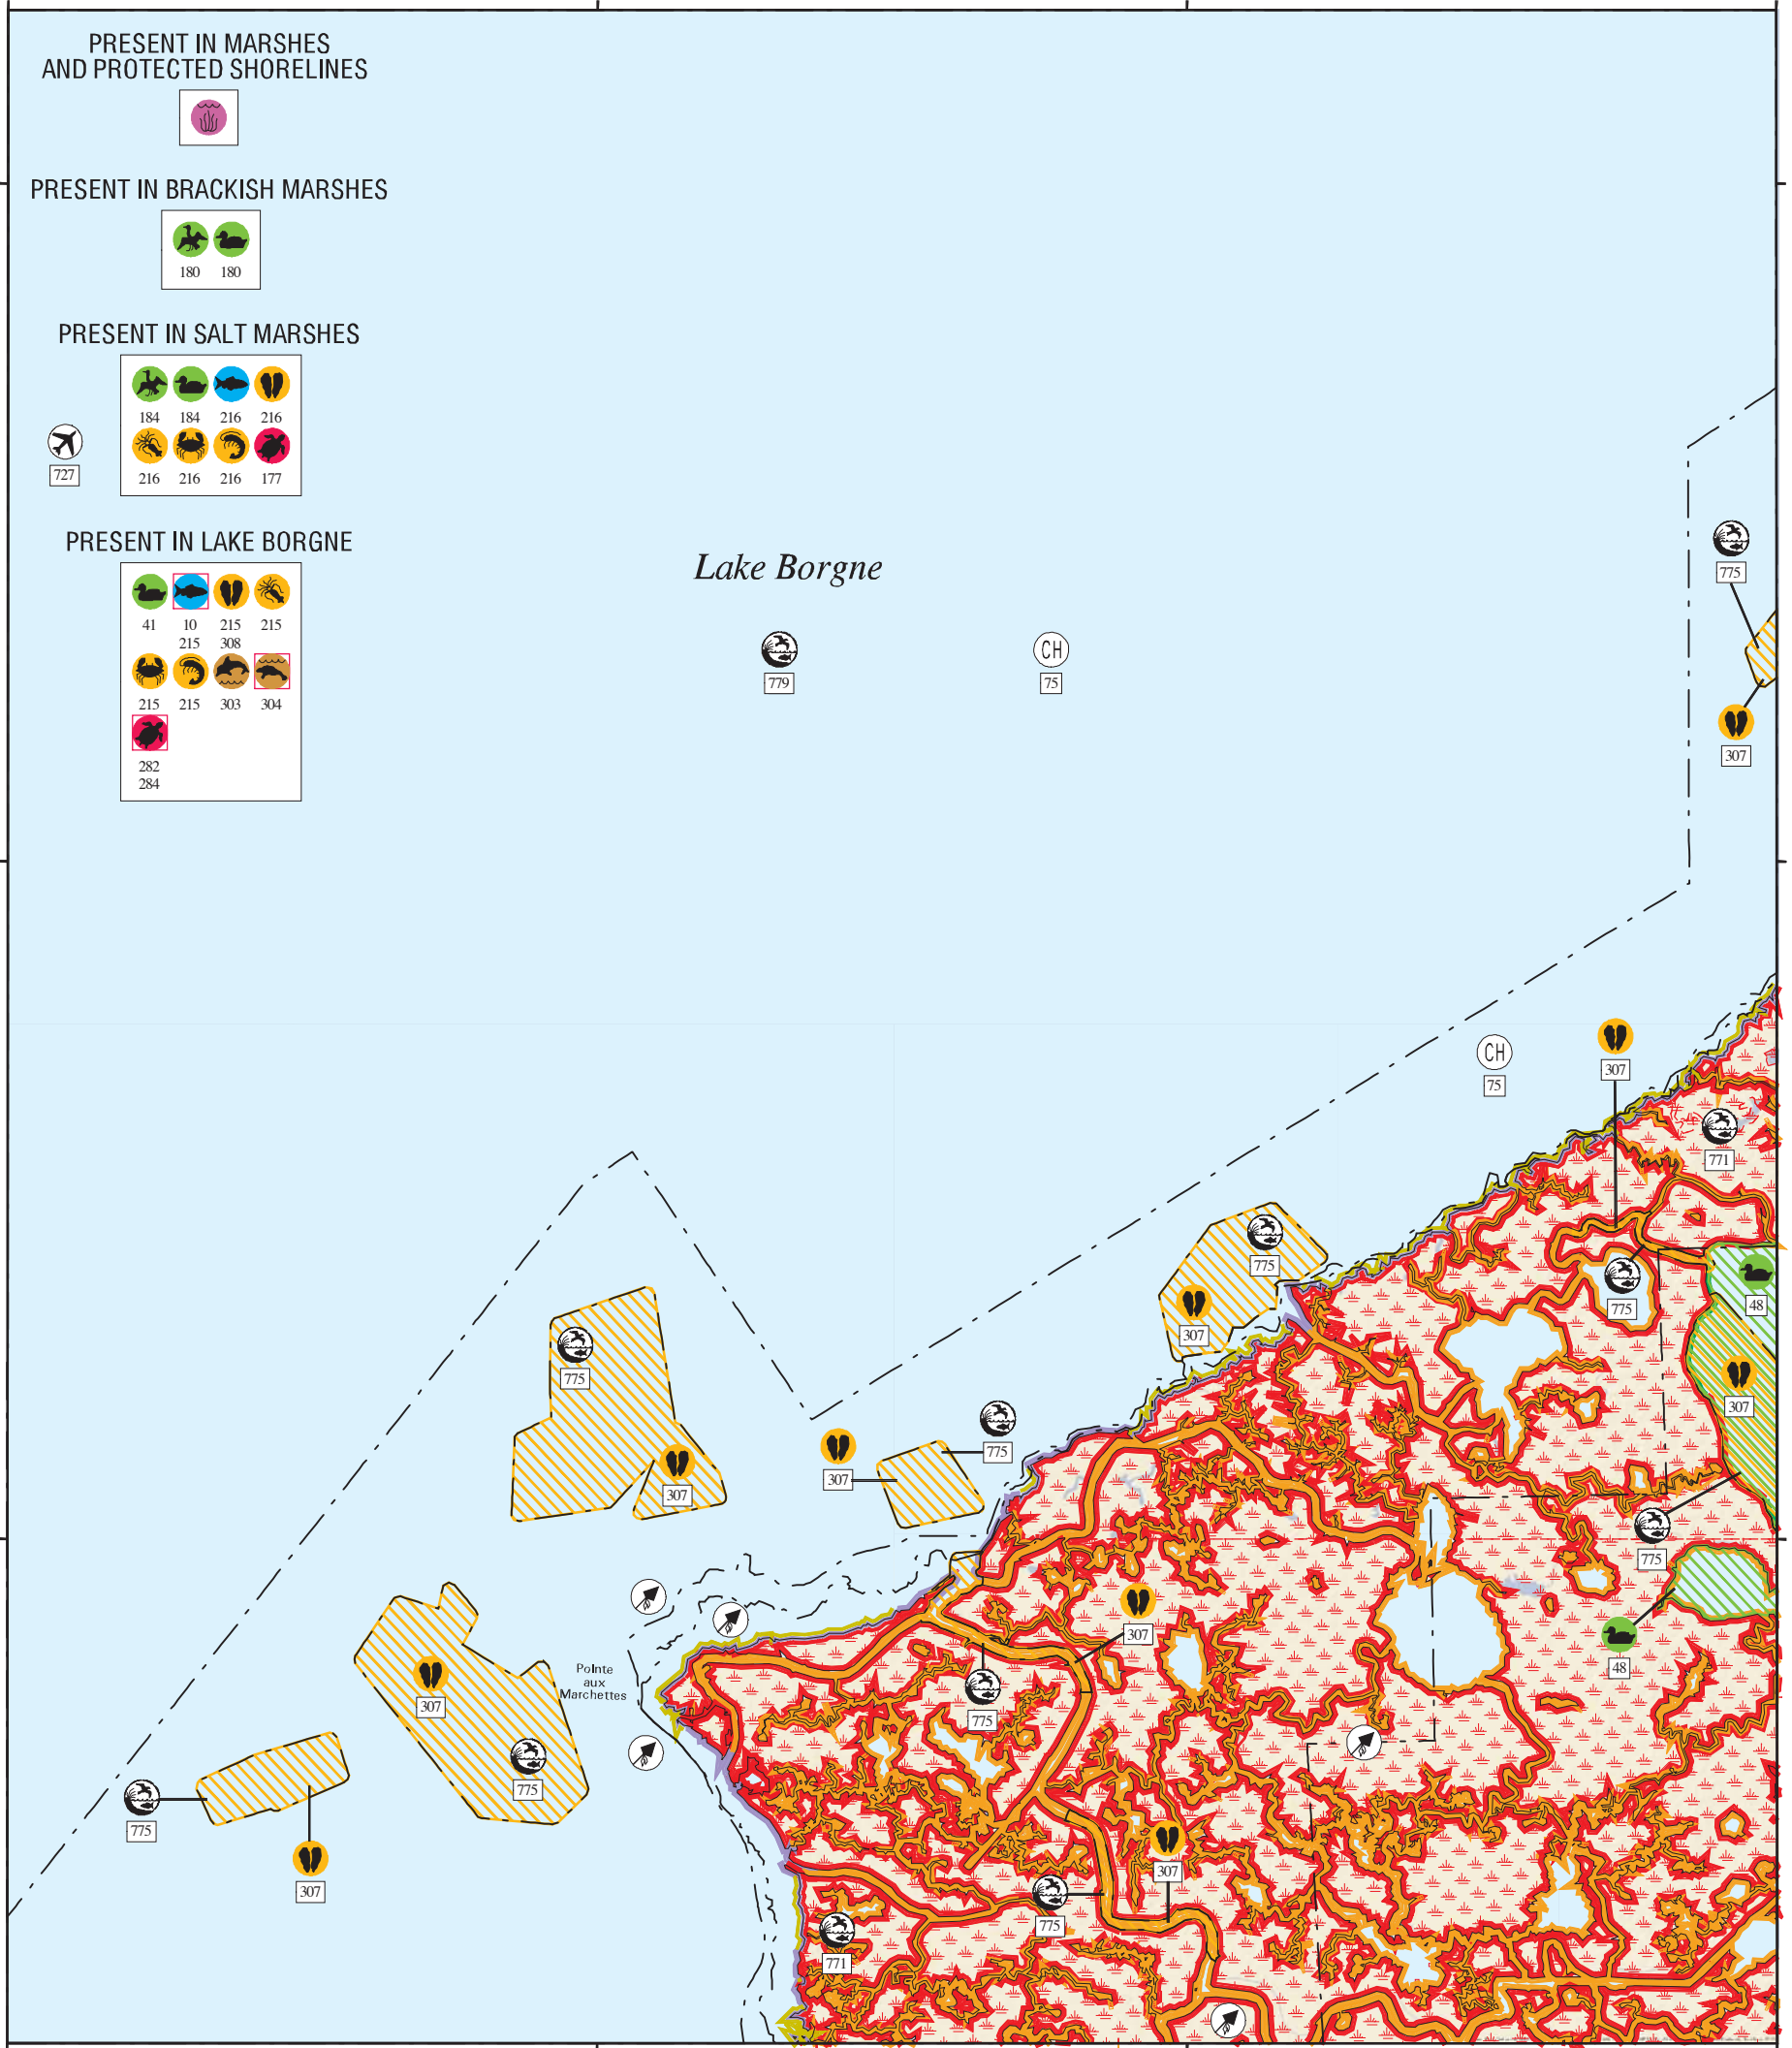 PRESENT IN MARSHES
AND PROTECTED SHORELINES
PRESENT IN BRACKISH MARSHES
180 180
PRESENT IN SALT MARSHES
184 184 216 216
216 216 216 177
727
PRESENT IN LAKE BORGNE
41 10 215 215
215 308
215 215 303 304
282
284
Lake Borgne
779
CH
75
775
307
CH
75
307
771
775
307
775
48
307
775
307
775
307
775
775
48
307
775
Pointe
aux
Marchettes
307
775
775
307
307
775
771